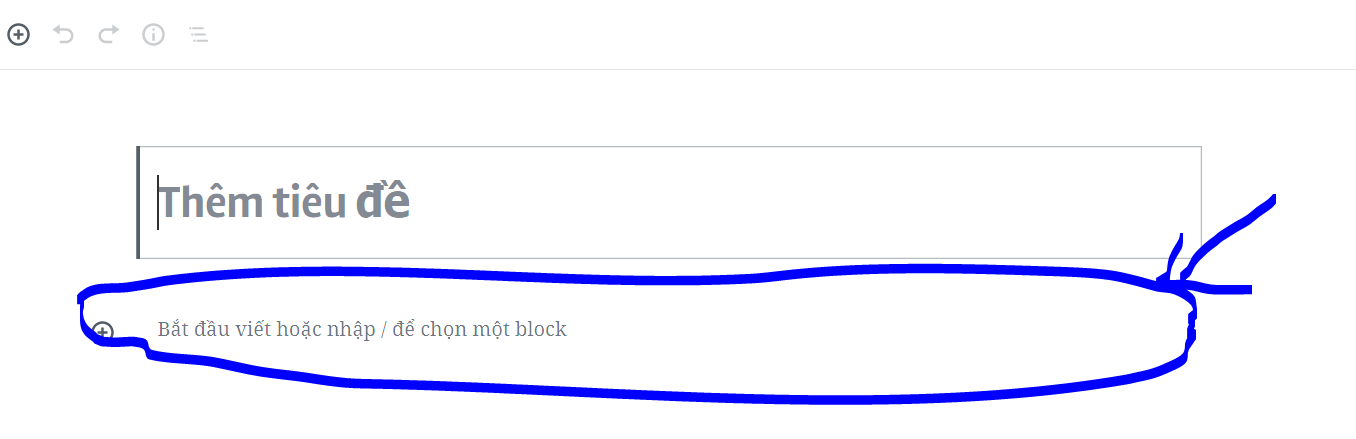 Thêm tiêu đề
Bắt đầu viết hoặc nhập / để chọn một block